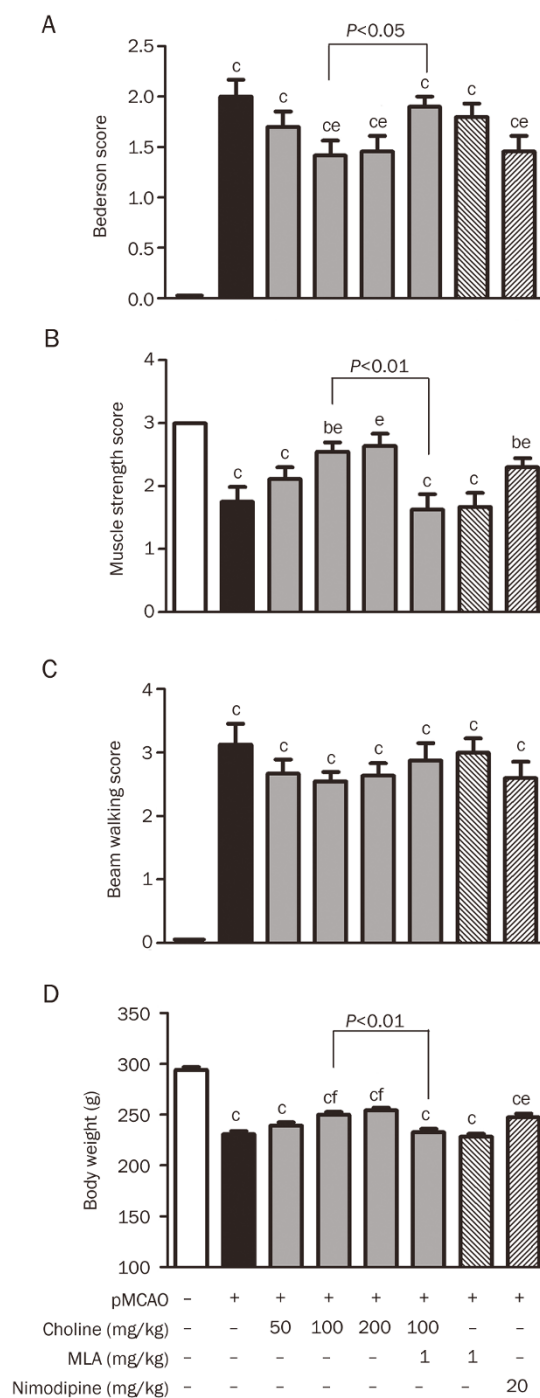 A
P<0.05
Bederson score
2.5
2.0
1.5
1.0
0.5
0.0
c c ce ce c c ce
B
P<0.01
Muscle strength score
4
3
2
1
0
c c be e c c be
C
Beam walking score
4
3
2
1
0
c c c c c c c
D
P<0.01
Body weight (g)
350
300
250
200
150
100
c c cf cf c c ce
pMCAO – + + + + + + +
Choline (mg/kg) – – 50 100 200 100 – –
MLA (mg/kg) – – – – – 1 1 –
Nimodipine (mg/kg) – – – – – – – 20